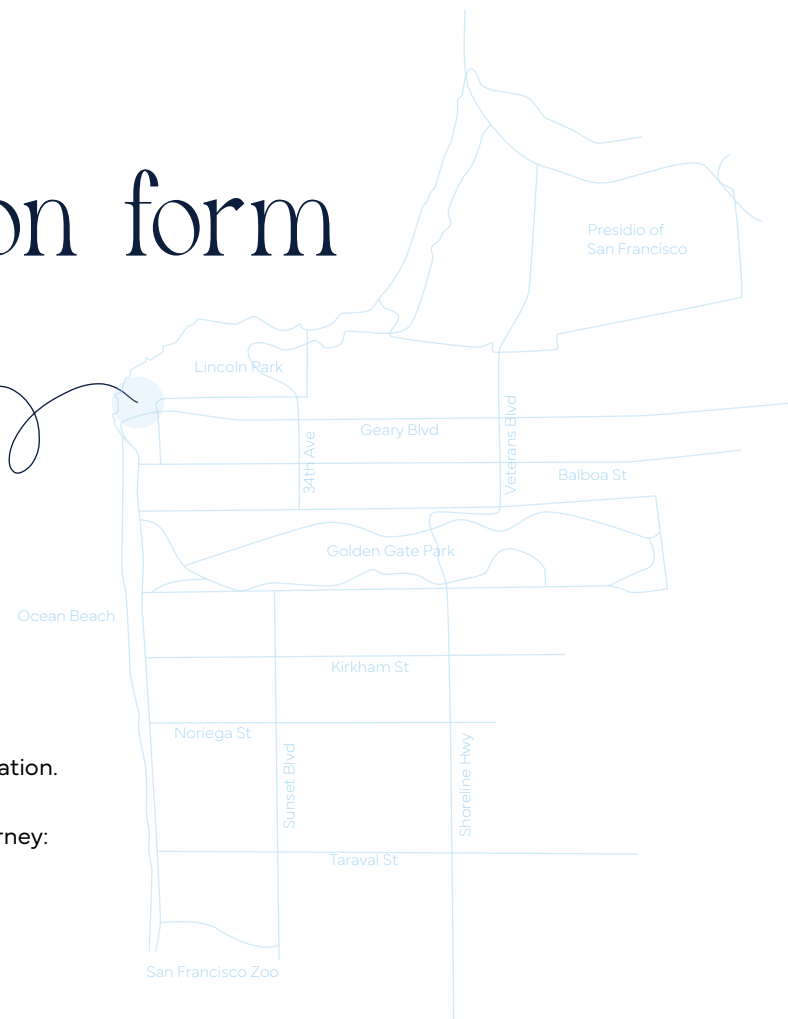 on form
Presidio of
San Francisco
Lincoln Park
Geary Blvd
34th Ave
Veterans Blvd
Balboa St
Golden Gate Park
Ocean Beach
Kirkham St
Noriega St
Sunset Blvd
Shoreline Hwy
ation.
rney:
Taraval St
San Francisco Zoo